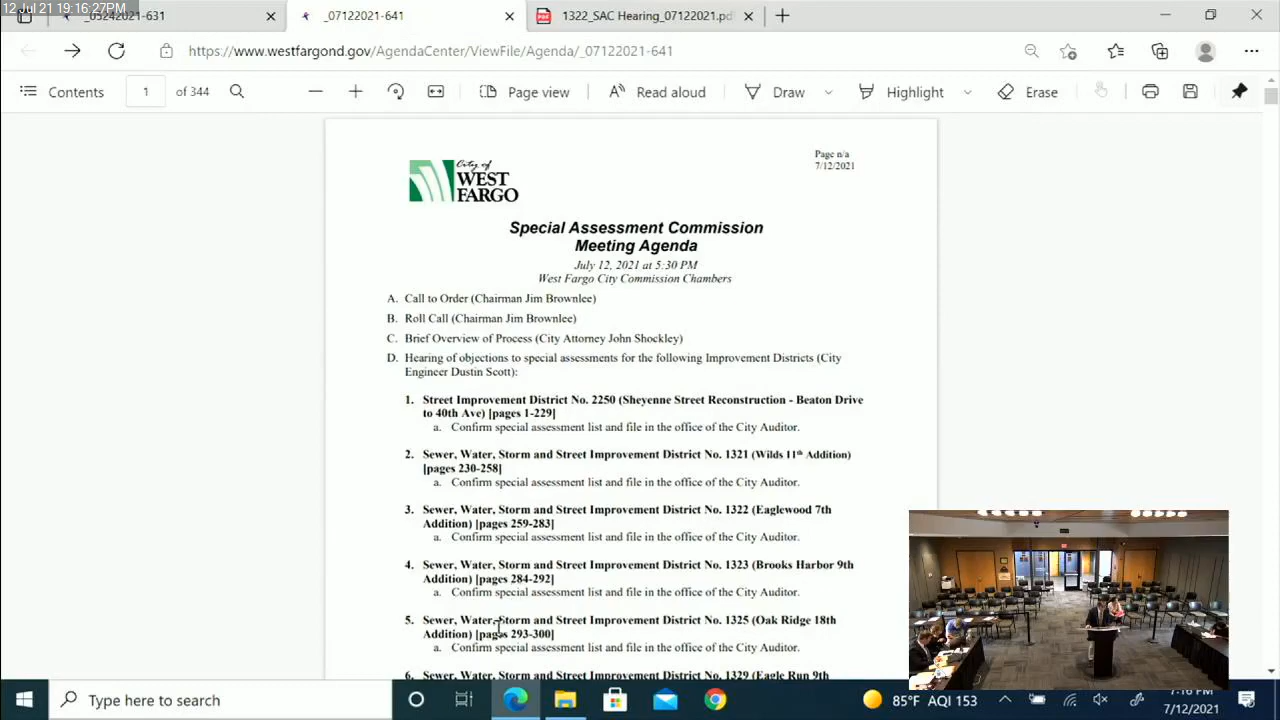 12 Jul 21 19:16:27PM
_05242021-631
_07122021-641
1322_SAC Hearing_07122021.pdf
https://www.westfargond.gov/AgendaCenter/ViewFile/Agenda/_07122021-641
Contents 1 of 344 Page view Read aloud Draw Highlight Erase
Page n/a
7/12/2021
City of
WEST
FARGO
Special Assessment Commission
Meeting Agenda
July 12, 2021 at 5:30 PM
West Fargo City Commission Chambers
A. Call to Order (Chairman Jim Brownlee)
B. Roll Call (Chairman Jim Brownlee)
C. Brief Overview of Process (City Attorney John Shockley)
D. Hearing of objections to special assessments for the following Improvement Districts (City
Engineer Dustin Scott):
1. Street Improvement District No. 2250 (Sheyenne Street Reconstruction - Beaton Drive
to 40th Ave) [pages 1-229]
a. Confirm special assessment list and file in the office of the City Auditor.
2. Sewer, Water, Storm and Street Improvement District No. 1321 (Wilds 11th Addition)
[pages 230-258]
a. Confirm special assessment list and file in the office of the City Auditor.
3. Sewer, Water, Storm and Street Improvement District No. 1322 (Eaglewood 7th
Addition) [pages 259-283]
a. Confirm special assessment list and file in the office of the City Auditor.
4. Sewer, Water, Storm and Street Improvement District No. 1323 (Brooks Harbor 9th
Addition) [pages 284-292]
a. Confirm special assessment list and file in the office of the City Auditor.
5. Sewer, Water, Storm and Street Improvement District No. 1325 (Oak Ridge 18th
Addition) [pages 293-300]
a. Confirm special assessment list and file in the office of the City Auditor.
6. Sewer, Water, Storm and Street Improvement District No. 1329 (Eagle Run 9th
Type here to search
85°F AQI 153
7:16 PM
7/12/2021